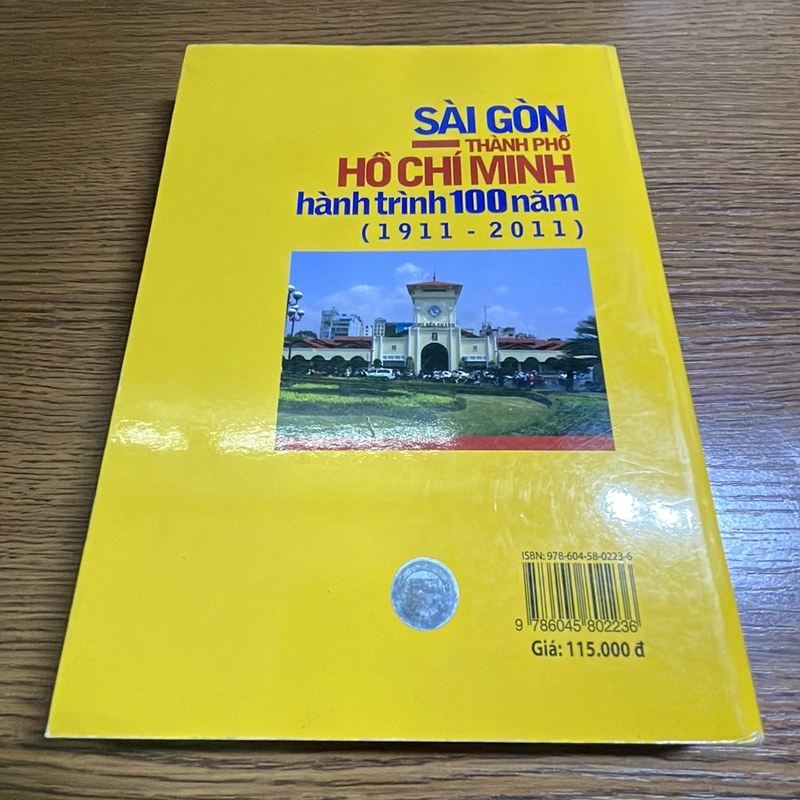 SÀI GÒN
THÀNH PHỐ
HỒ CHÍ MINH
hành trình 100 năm
(1911 - 2011)
ISBN: 978-604-58-0223-6
9 786045 802236
Giá: 115.000 đ